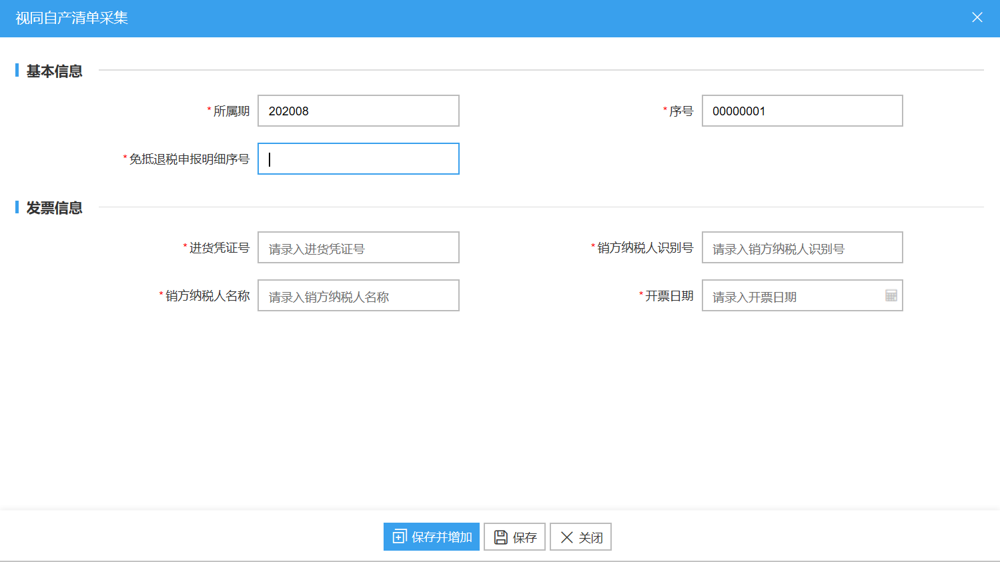 视同自产清单采集
基本信息
*所属期 202008 *序号 00000001
*免抵退税申报明细序号
发票信息
*进货凭证号 请录入进货凭证号 *销方纳税人识别号 请录入销方纳税人识别号
*销方纳税人名称 请录入销方纳税人名称 *开票日期 请录入开票日期
保存并增加 保存 关闭